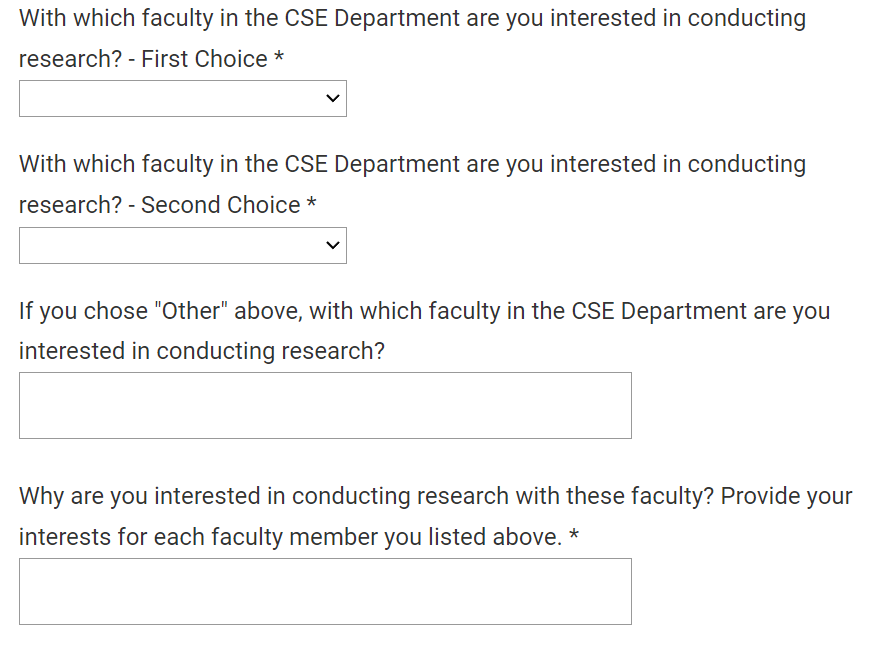 With which faculty in the CSE Department are you interested in conducting
research? - First Choice *
With which faculty in the CSE Department are you interested in conducting
research? - Second Choice *
If you chose "Other" above, with which faculty in the CSE Department are you
interested in conducting research?
Why are you interested in conducting research with these faculty? Provide your
interests for each faculty member you listed above. *